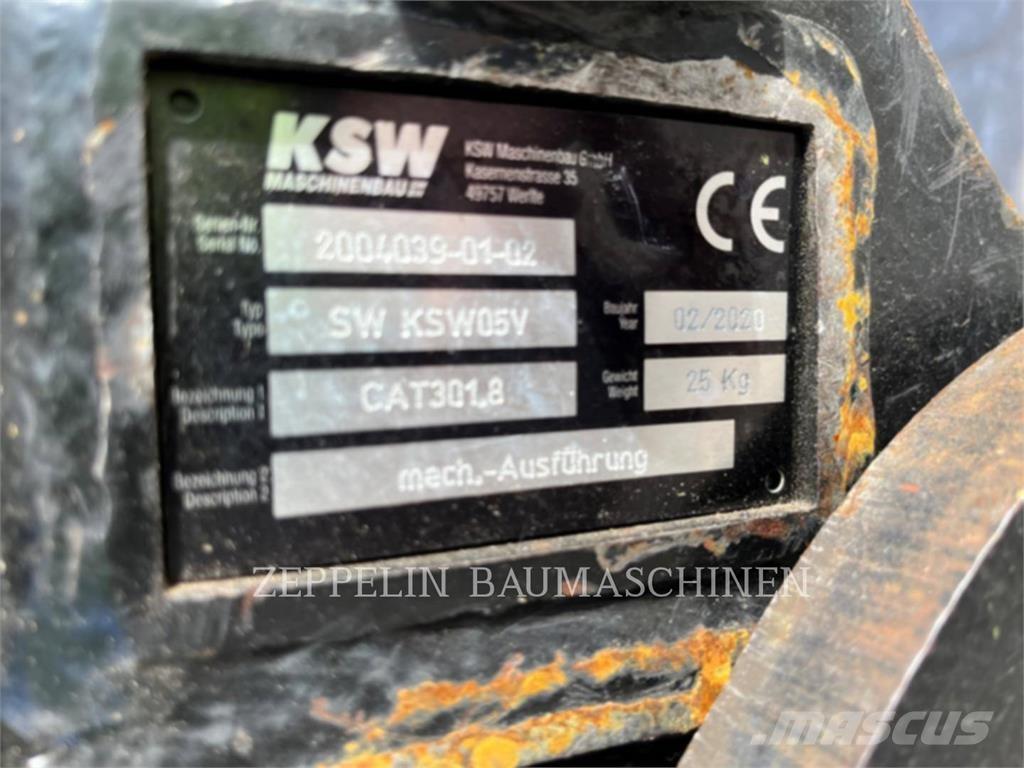 KSW
MASCHINENBAU
KSW Maschinenbau GmbH
Kasernenstrasse 35
49757 Werlte
CE
Serien-Nr.
Serial No.
2004039-01-02
Typ
Type
SW KSW05V
Baujahr
Year
02/2020
Bezeichnung 1
Description 1
CAT301.8
Gewicht
Weight
25 Kg
Bezeichnung 2
Description 2
mech.-Ausführung
ZEPPELIN BAUMASCHINEN
MASCUS